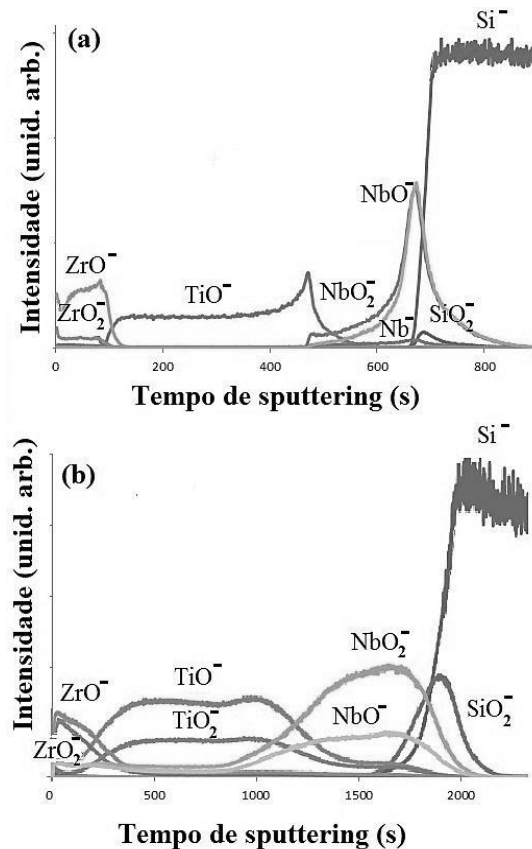 (a)
Si⁻
NbO⁻
ZrO⁻
ZrO₂⁻
TiO⁻
NbO₂⁻
Nb⁻
SiO₂⁻
Intensidade (unid. arb.)
0 200 400 600 800
Tempo de sputtering (s)
(b)
Si⁻
NbO₂⁻
TiO⁻
ZrO⁻
TiO₂⁻
NbO⁻
SiO₂⁻
ZrO₂⁻
Intensidade (unid. arb.)
0 500 1000 1500 2000
Tempo de sputtering (s)